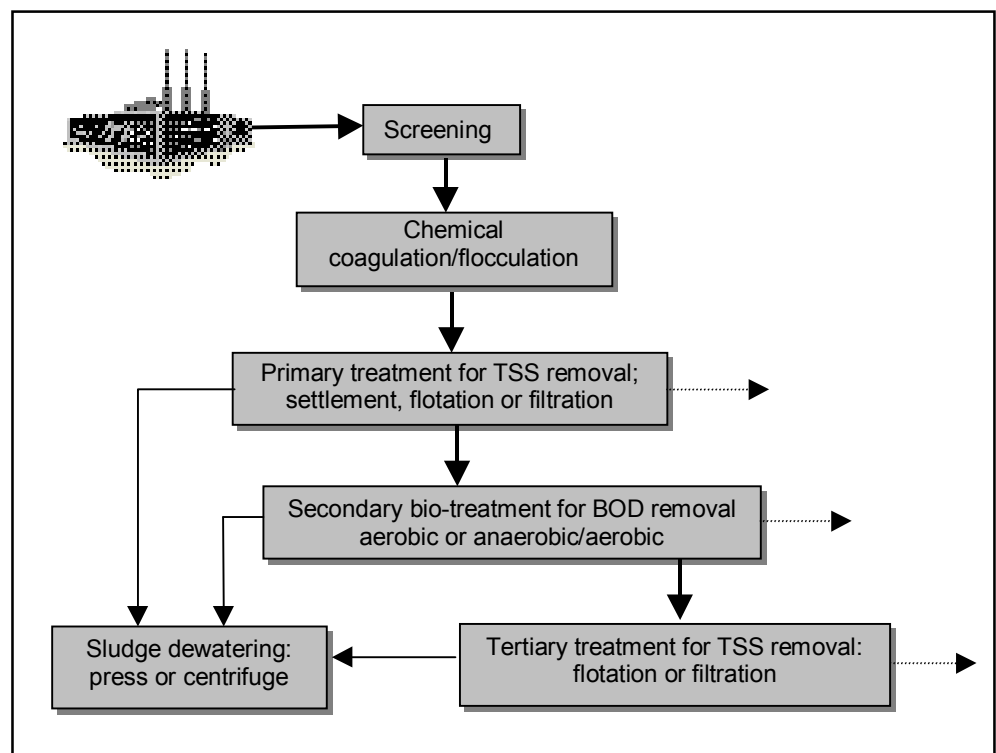 Screening
Chemical
coagulation/flocculation
Primary treatment for TSS removal;
settlement, flotation or filtration
Secondary bio-treatment for BOD removal
aerobic or anaerobic/aerobic
Sludge dewatering:
press or centrifuge
Tertiary treatment for TSS removal:
flotation or filtration